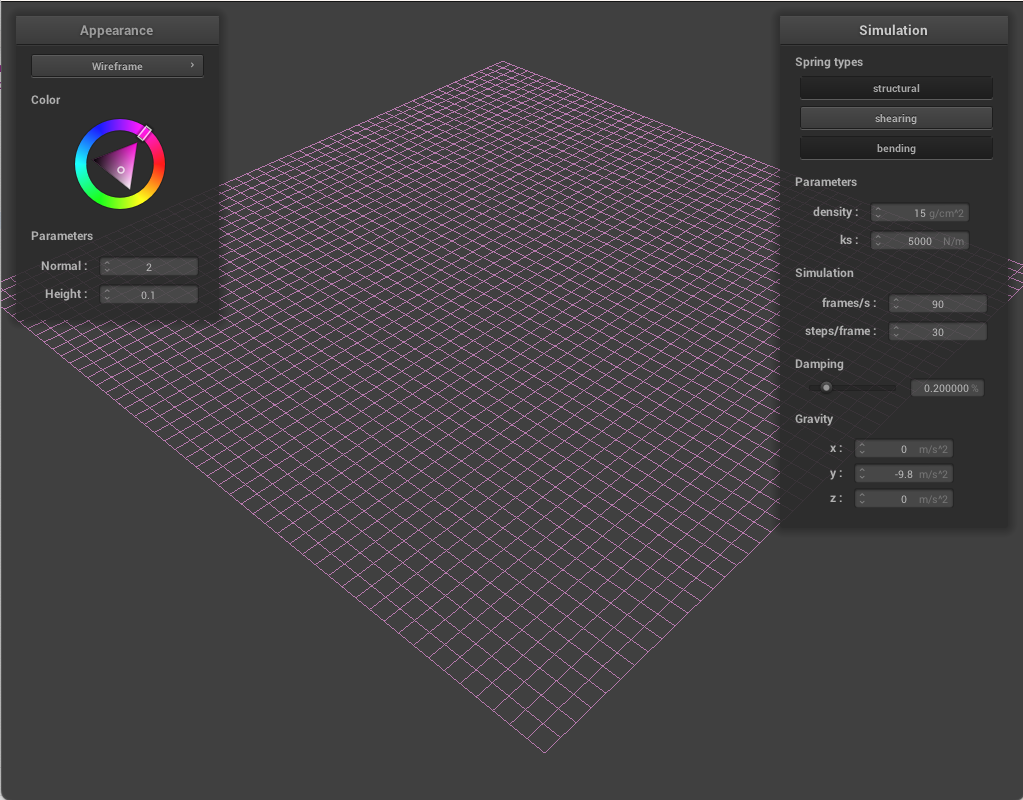 Appearance
Wireframe ›
Color
Parameters
Normal : 2
Height : 0.1
Simulation
Spring types
structural
shearing
bending
Parameters
density : 15 g/cm^2
ks : 5000 N/m
Simulation
frames/s : 90
steps/frame : 30
Damping
0.200000 %
Gravity
x : 0 m/s^2
y : -9.8 m/s^2
z : 0 m/s^2